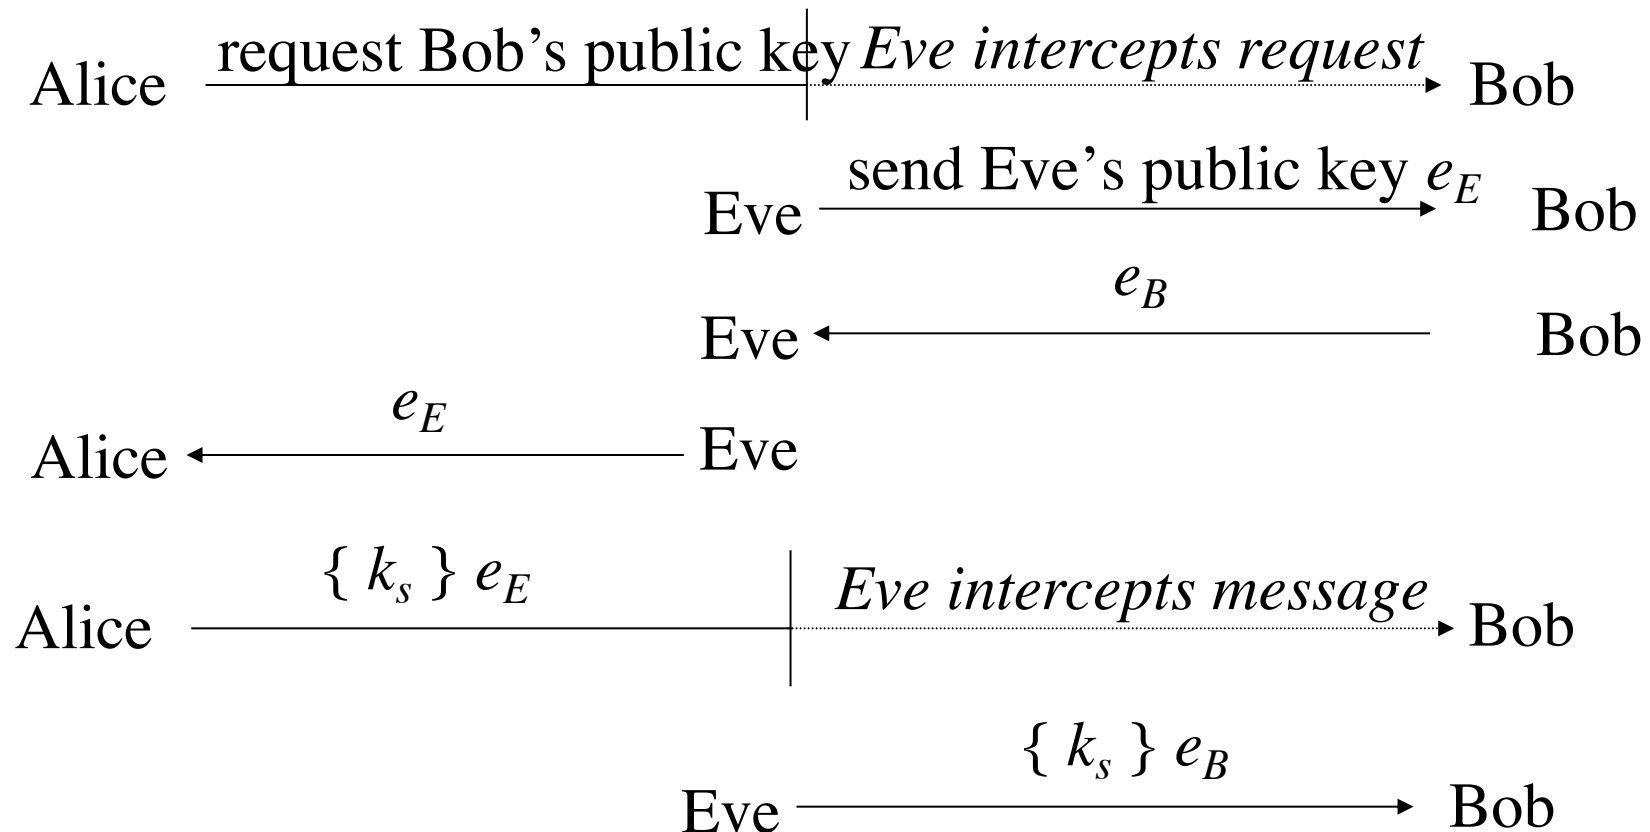 Alice request Bob’s public key Eve intercepts request Bob
Eve send Eve’s public key e_E Bob
Eve e_B Bob
Alice e_E Eve
Alice { k_s } e_E Eve intercepts message Bob
Eve { k_s } e_B Bob